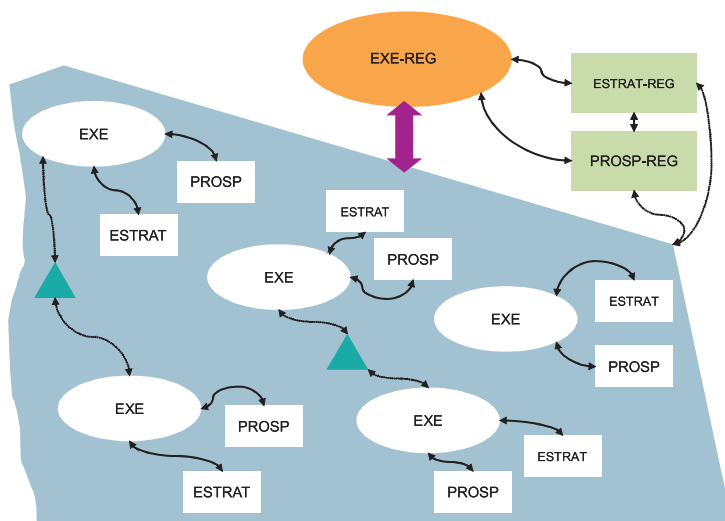 EXE-REG
ESTRAT-REG
PROSP-REG
EXE
PROSP
ESTRAT
ESTRAT
PROSP
EXE
EXE
ESTRAT
PROSP
EXE
PROSP
ESTRAT
EXE
ESTRAT
PROSP